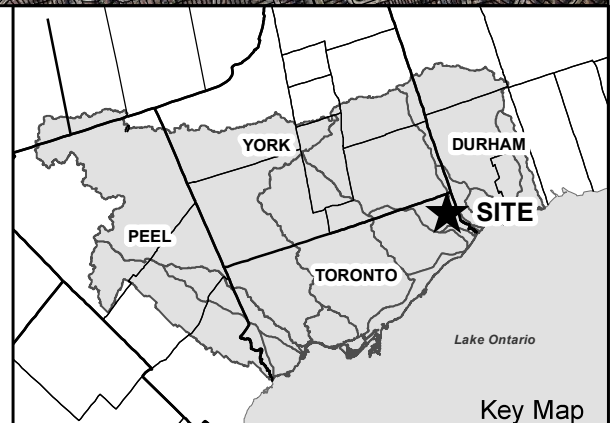 YORK
DURHAM
SITE
PEEL
TORONTO
Lake Ontario
Key Map